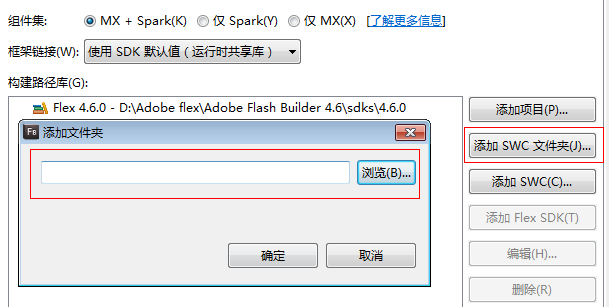 组件集: MX + Spark(K) 仅 Spark(Y) 仅 MX(X) [了解更多信息]
框架链接(W): 使用 SDK 默认值（运行时共享库）
构建路径库(G):
Flex 4.6.0 - D:\Adobe flex\Adobe Flash Builder 4.6\sdks\4.6.0
添加项目(P)...
FB 添加文件夹
添加 SWC 文件夹(J)...
浏览(B)...
添加 SWC(C)...
添加 Flex SDK(T)
确定 取消
编辑(H)...
删除(R)